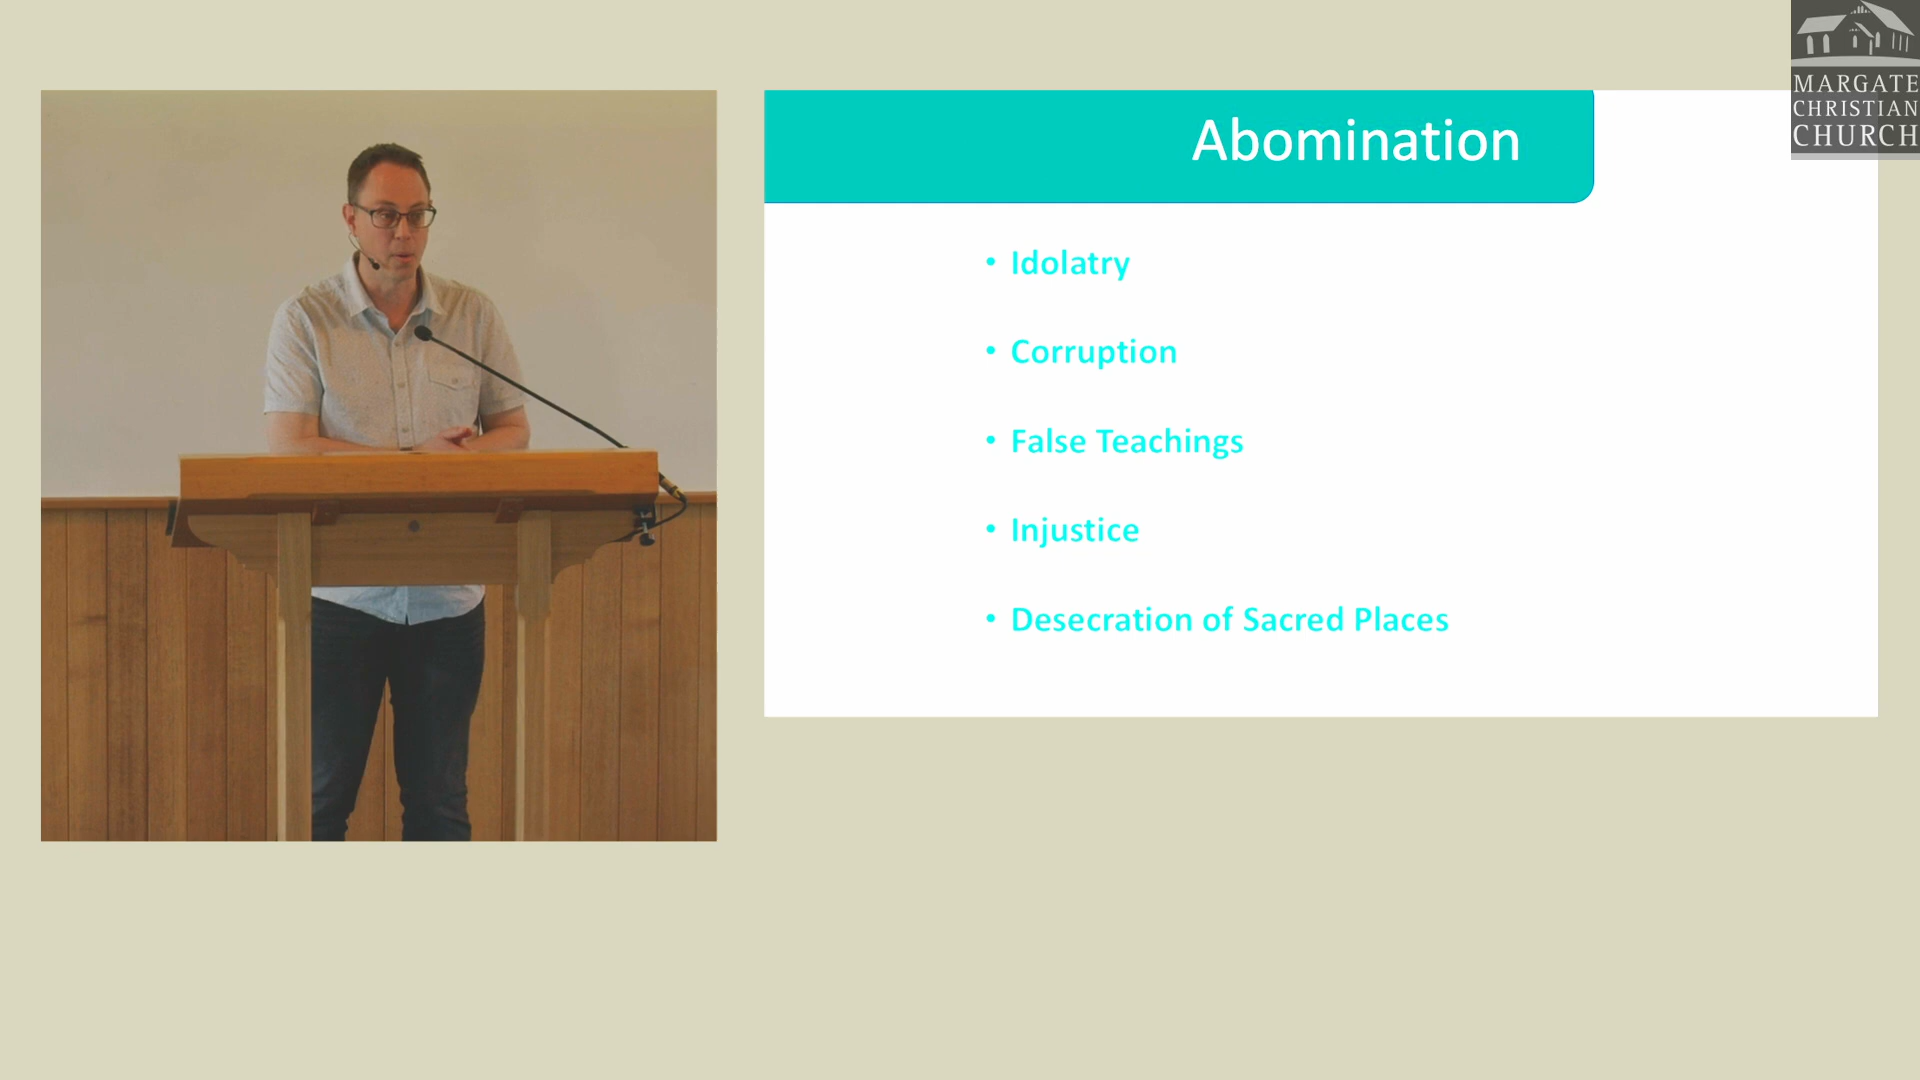 Abomination
• Idolatry
• Corruption
• False Teachings
• Injustice
• Desecration of Sacred Places
MARGATE
CHRISTIAN
CHURCH